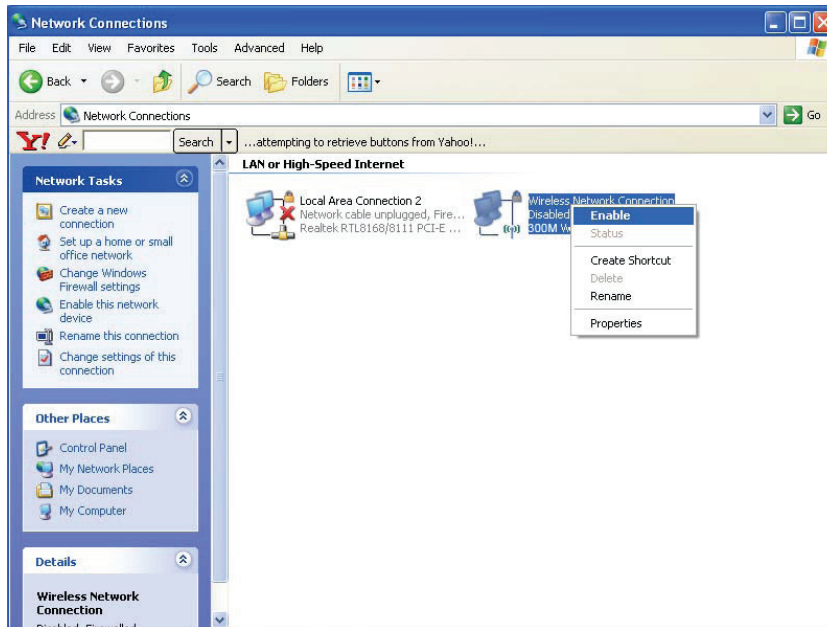 Network Connections
File Edit View Favorites Tools Advanced Help
Back Search Folders
Address Network Connections Go
Y! Search ...attempting to retrieve buttons from Yahoo!...
Network Tasks
Create a new
connection
Set up a home or small
office network
Change Windows
Firewall settings
Enable this network
device
Rename this connection
Change settings of this
connection
Other Places
Control Panel
My Network Places
My Documents
My Computer
Details
Wireless Network
Connection
Disabled, Firewalled
LAN or High-Speed Internet
Local Area Connection 2
Network cable unplugged, Fire...
Realtek RTL8168/8111 PCI-E ...
Wireless Network Connection
Disabled
300M
Enable
Status
Create Shortcut
Delete
Rename
Properties